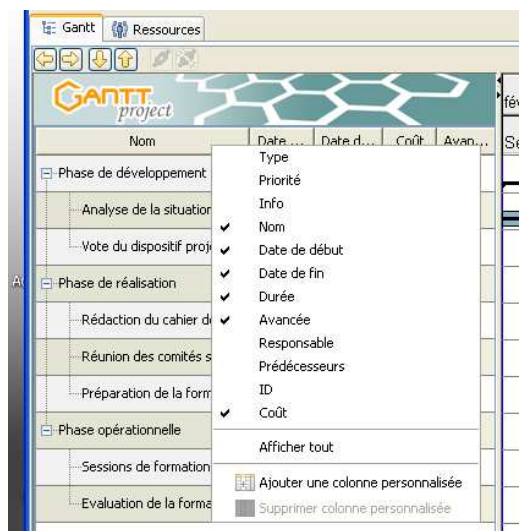 Gantt Ressources
GANTT
project
fév
Nom Date ... Date d... Coût Avan...
Type
Priorité
Info
Nom
Date de début
Date de fin
Durée
Avancée
Responsable
Prédécesseurs
ID
Coût
Afficher tout
Ajouter une colonne personnalisée
Supprimer colonne personnalisée
Phase de développement
Analyse de la situation
Vote du dispositif proj
Phase de réalisation
Rédaction du cahier d
Réunion des comités s
Préparation de la form
Phase opérationnelle
Sessions de formation
Evaluation de la forma